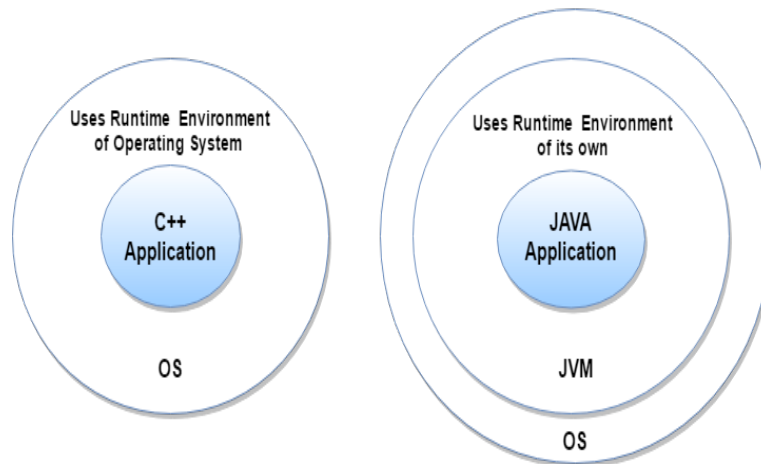 Uses Runtime Environment
of Operating System
C++
Application
OS
Uses Runtime Environment
of its own
JAVA
Application
JVM
OS